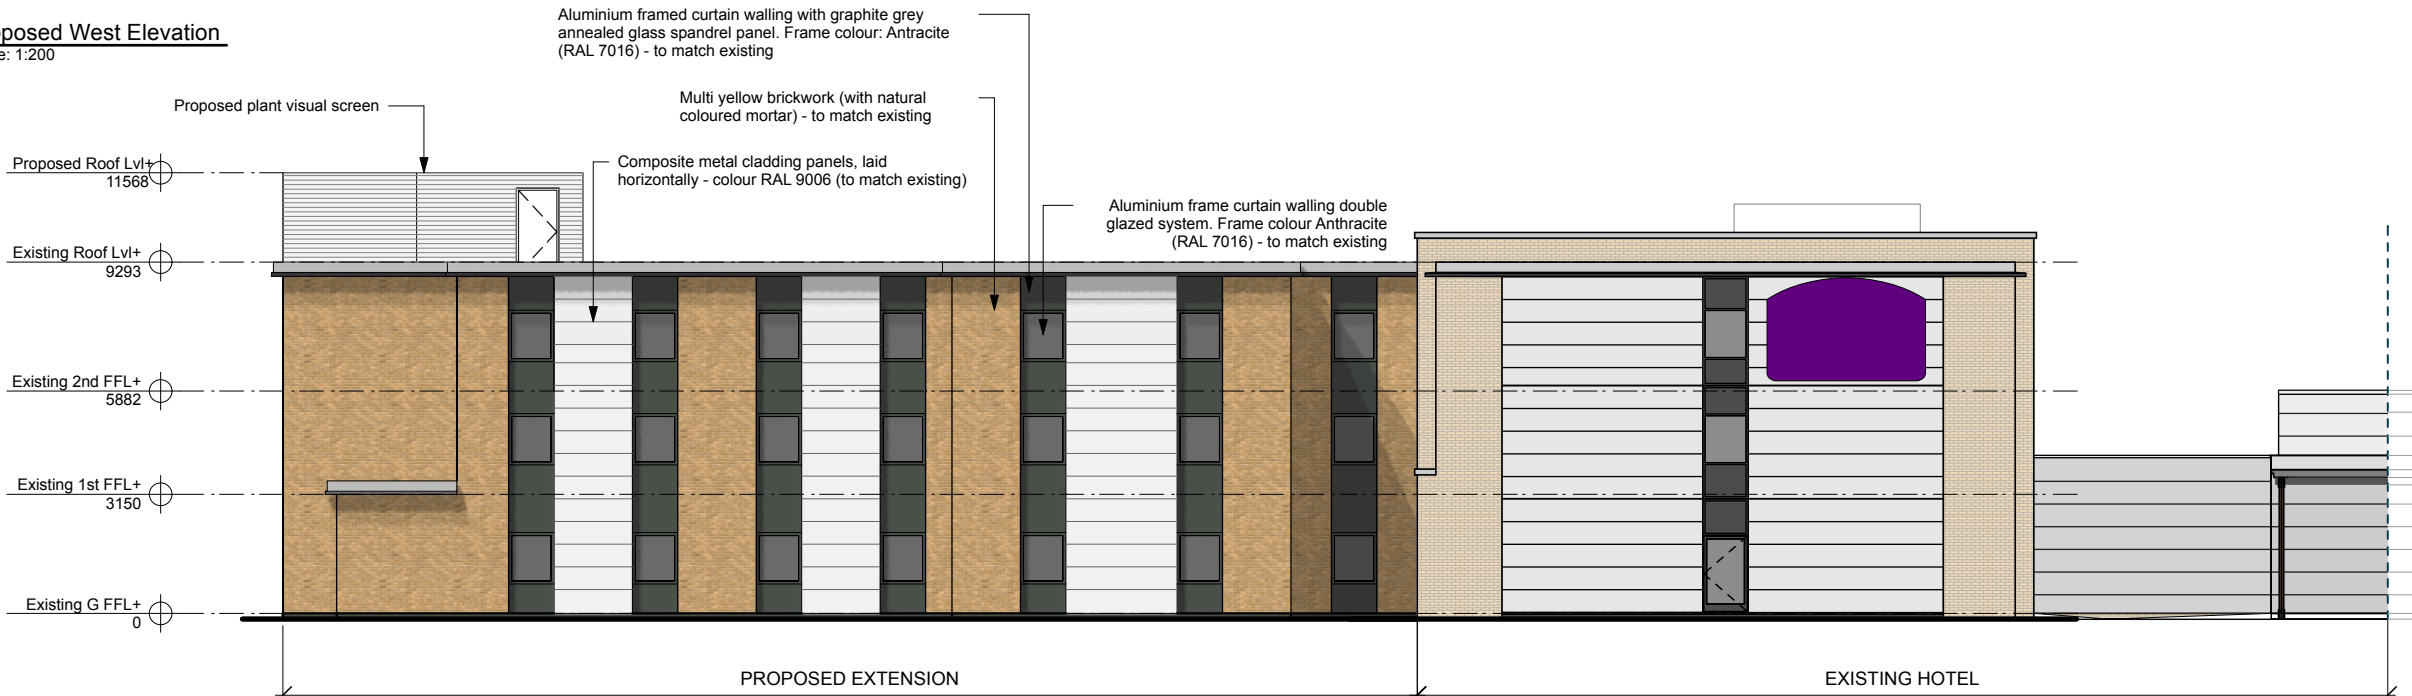 oposed West Elevation
e: 1:200
Aluminium framed curtain walling with graphite grey
annealed glass spandrel panel. Frame colour: Antracite
(RAL 7016) - to match existing
Proposed plant visual screen
Multi yellow brickwork (with natural
coloured mortar) - to match existing
Composite metal cladding panels, laid
horizontally - colour RAL 9006 (to match existing)
Aluminium frame curtain walling double
glazed system. Frame colour Anthracite
(RAL 7016) - to match existing
Proposed Roof Lvl+
11568
Existing Roof Lvl+
9293
Existing 2nd FFL+
5882
Existing 1st FFL+
3150
Existing G FFL+
0
PROPOSED EXTENSION
EXISTING HOTEL